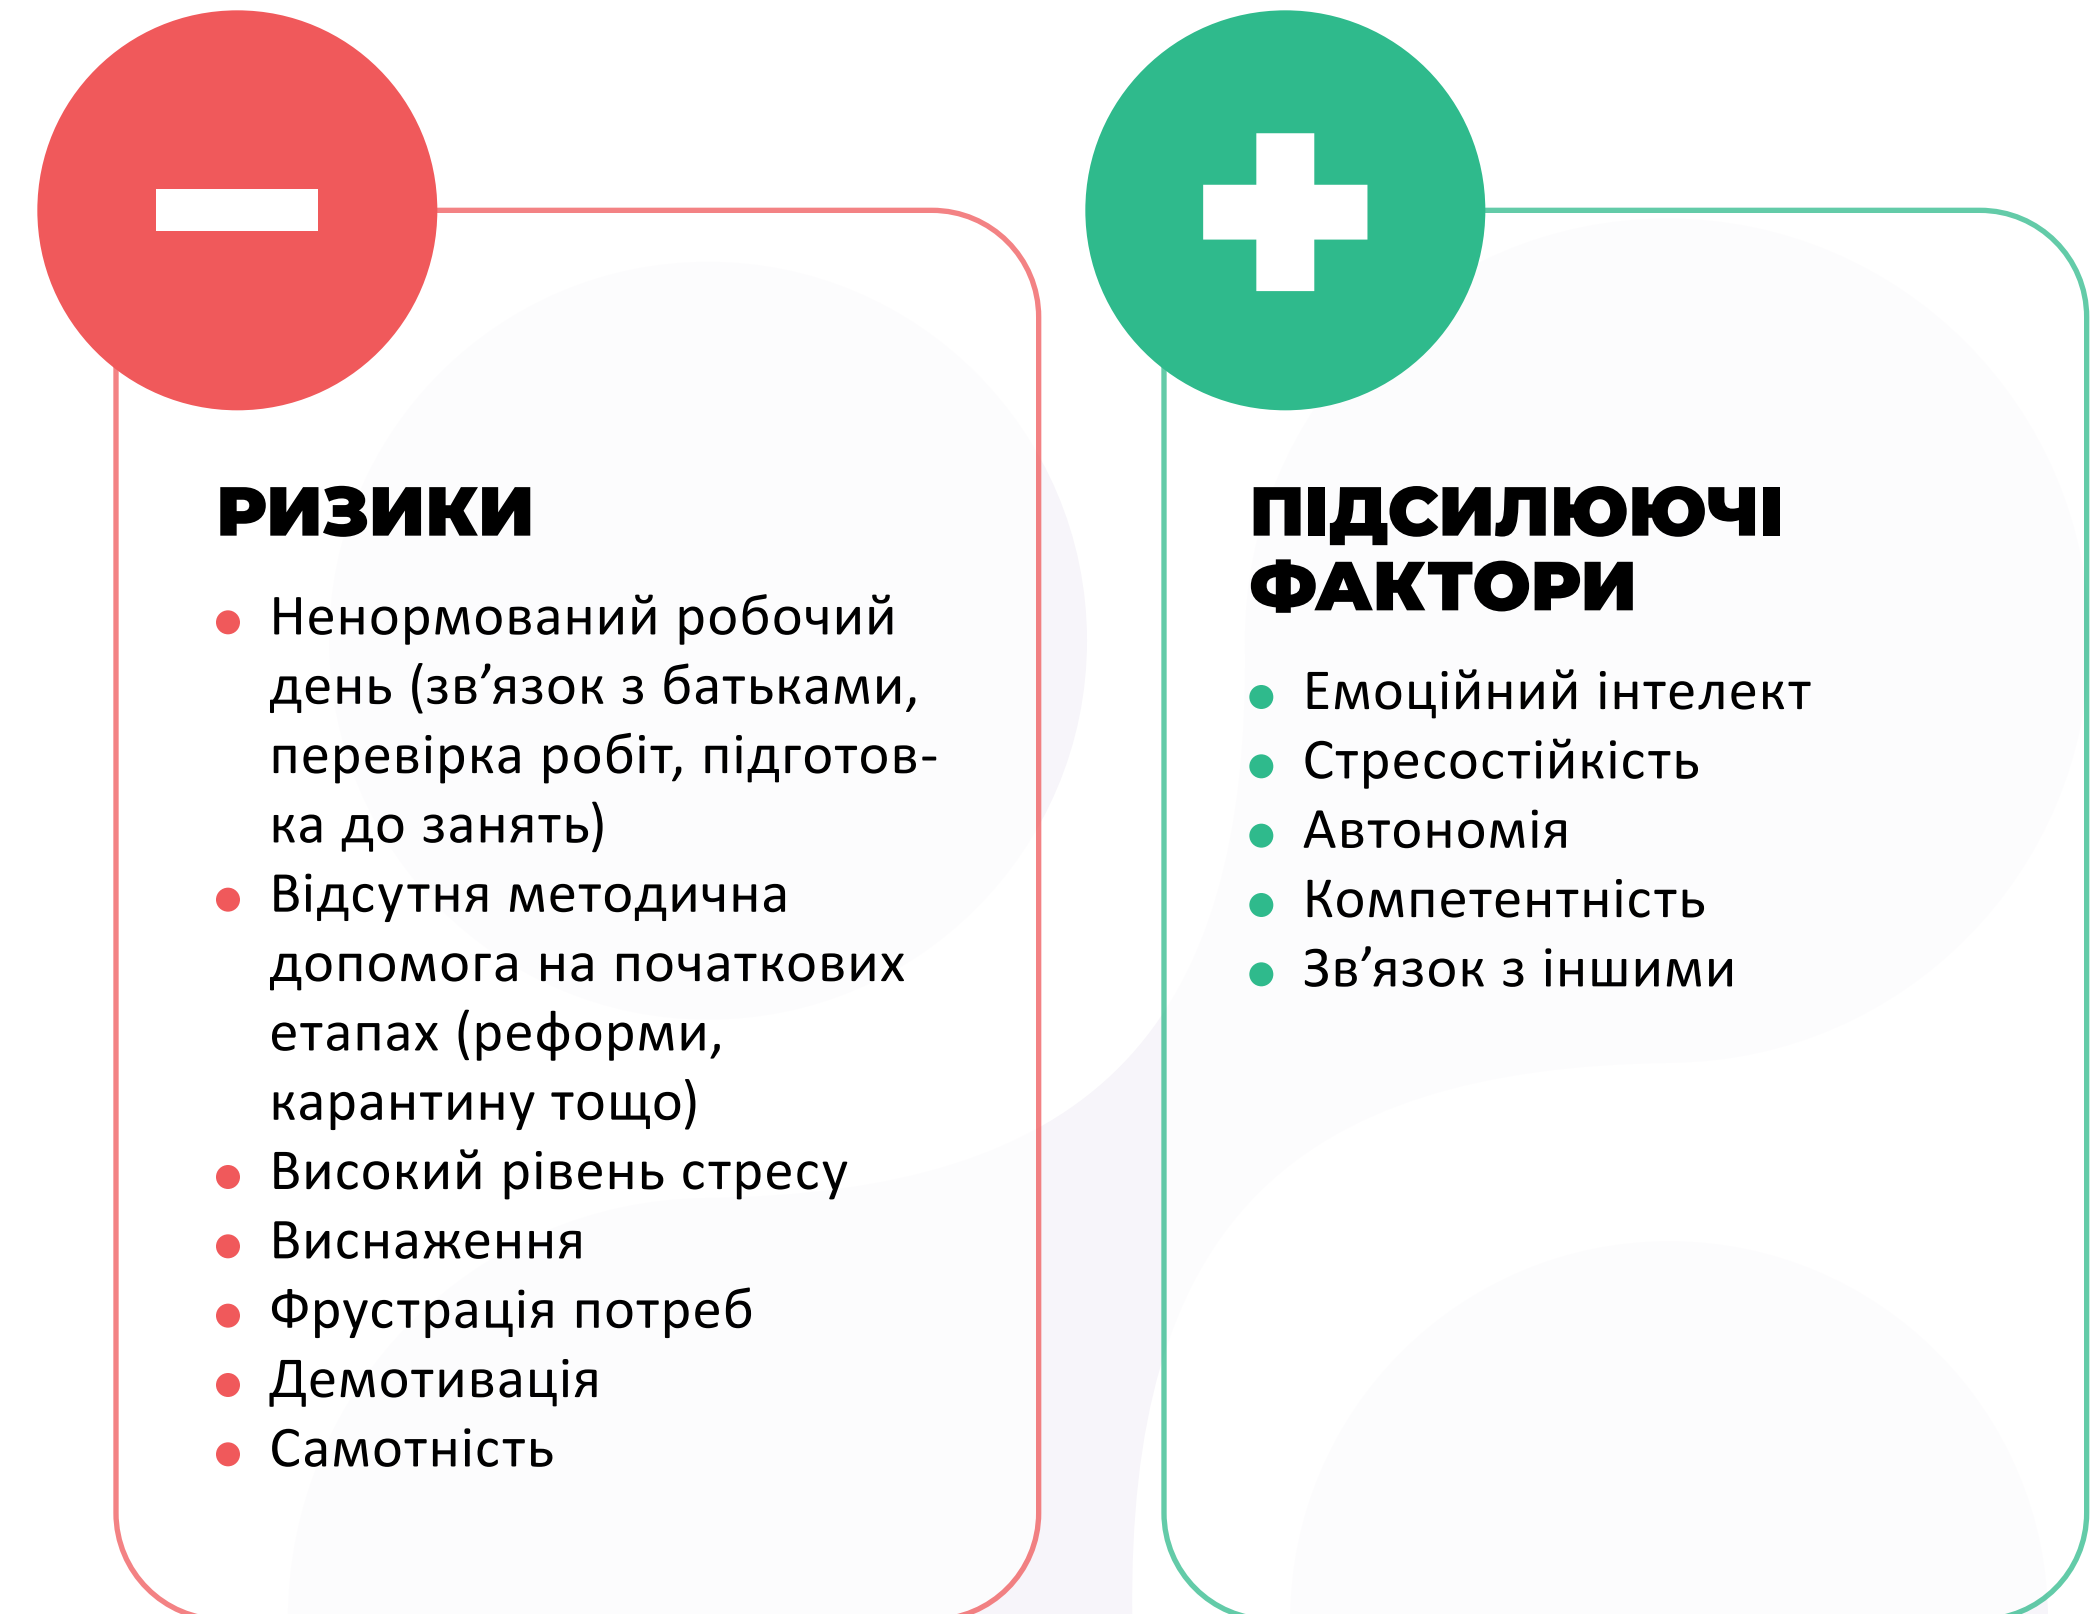 РИЗИКИ
Ненормований робочий
день (зв’язок з батьками,
перевірка робіт, підготов-
ка до занять)
Відсутня методична
допомога на початкових
етапах (реформи,
карантину тощо)
Високий рівень стресу
Виснаження
Фрустрація потреб
Демотивація
Самотність
ПІДСИЛЮЮЧІ
ФАКТОРИ
Емоційний інтелект
Стресостійкість
Автономія
Компетентність
Зв’язок з іншими